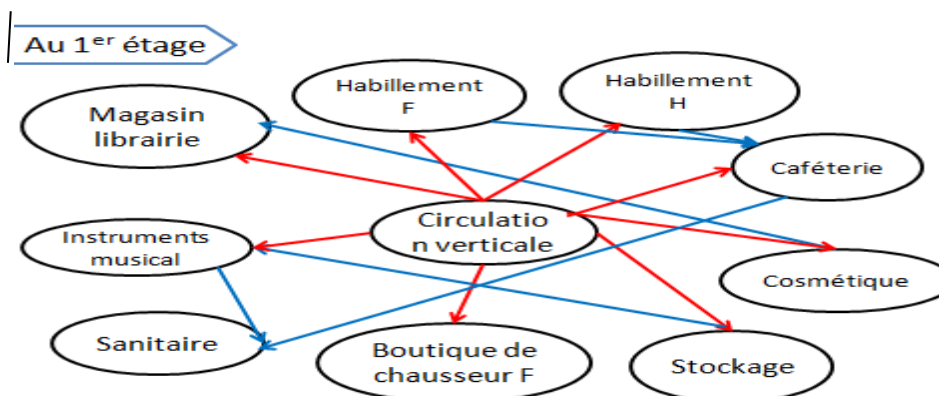 Au 1er étage
Habillement
F
Habillement
H
Magasin
librairie
Caféterie
Circulatio
n verticale
Instruments
musical
Cosmétique
Sanitaire
Boutique de
chausseur F
Stockage